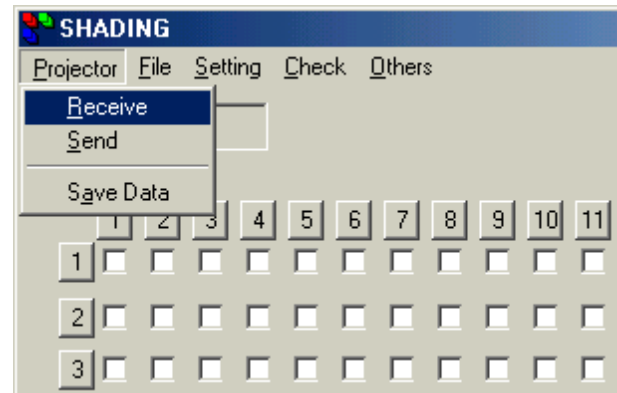 SHADING
Projector File Setting Check Others
Receive
Send
Save Data
1 2 3 4 5 6 7 8 9 10 11
1
2
3